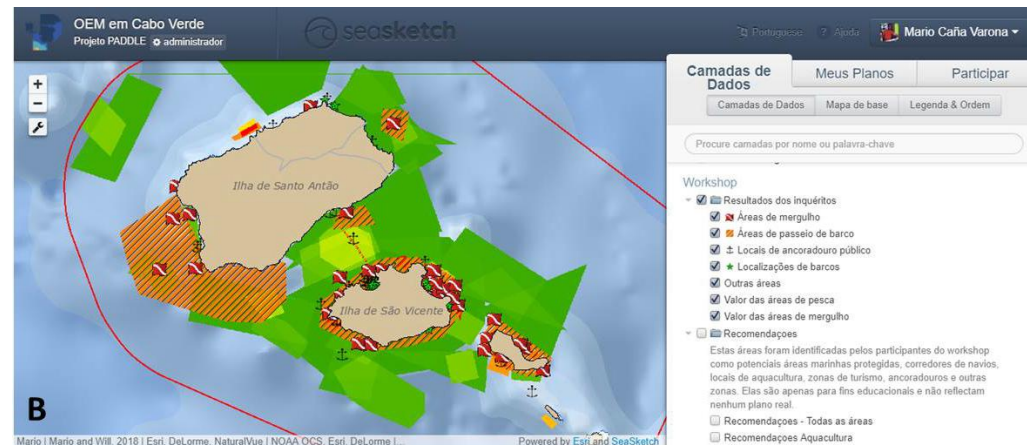 OEM em Cabo Verde
Projeto PADDLE administrador
seasketch
Portuguese ? Ajuda
Mario Caña Varona
+
−
Ilha de Santo Antão
Ilha de São Vicente
B
Mario | Mario and Will, 2018 | Esri, DeLorme, NaturalVue | NOAA OCS, Esri, DeLorme |...
Powered by Esri and SeaSketch
Camadas de Dados
Meus Planos
Participar
Camadas de Dados
Mapa de base
Legenda & Ordem
Procure camadas por nome ou palavra-chave
Workshop
Resultados dos inquéritos
Áreas de mergulho
Áreas de passeio de barco
Locais de ancoradouro público
Localizações de barcos
Outras áreas
Valor das áreas de pesca
Valor das áreas de mergulho
Recomendaçoes
Estas áreas foram identificadas pelos participantes do workshop
como potenciais áreas marinhas protegidas, corredores de navios,
locais de aquacultura, zonas de turismo, ancoradouros e outras
zonas. Elas são apenas para fins educacionais e não reflectam
nenhum plano real.
Recomendaçoes - Todas as áreas
Recomendaçoes Aquacultura